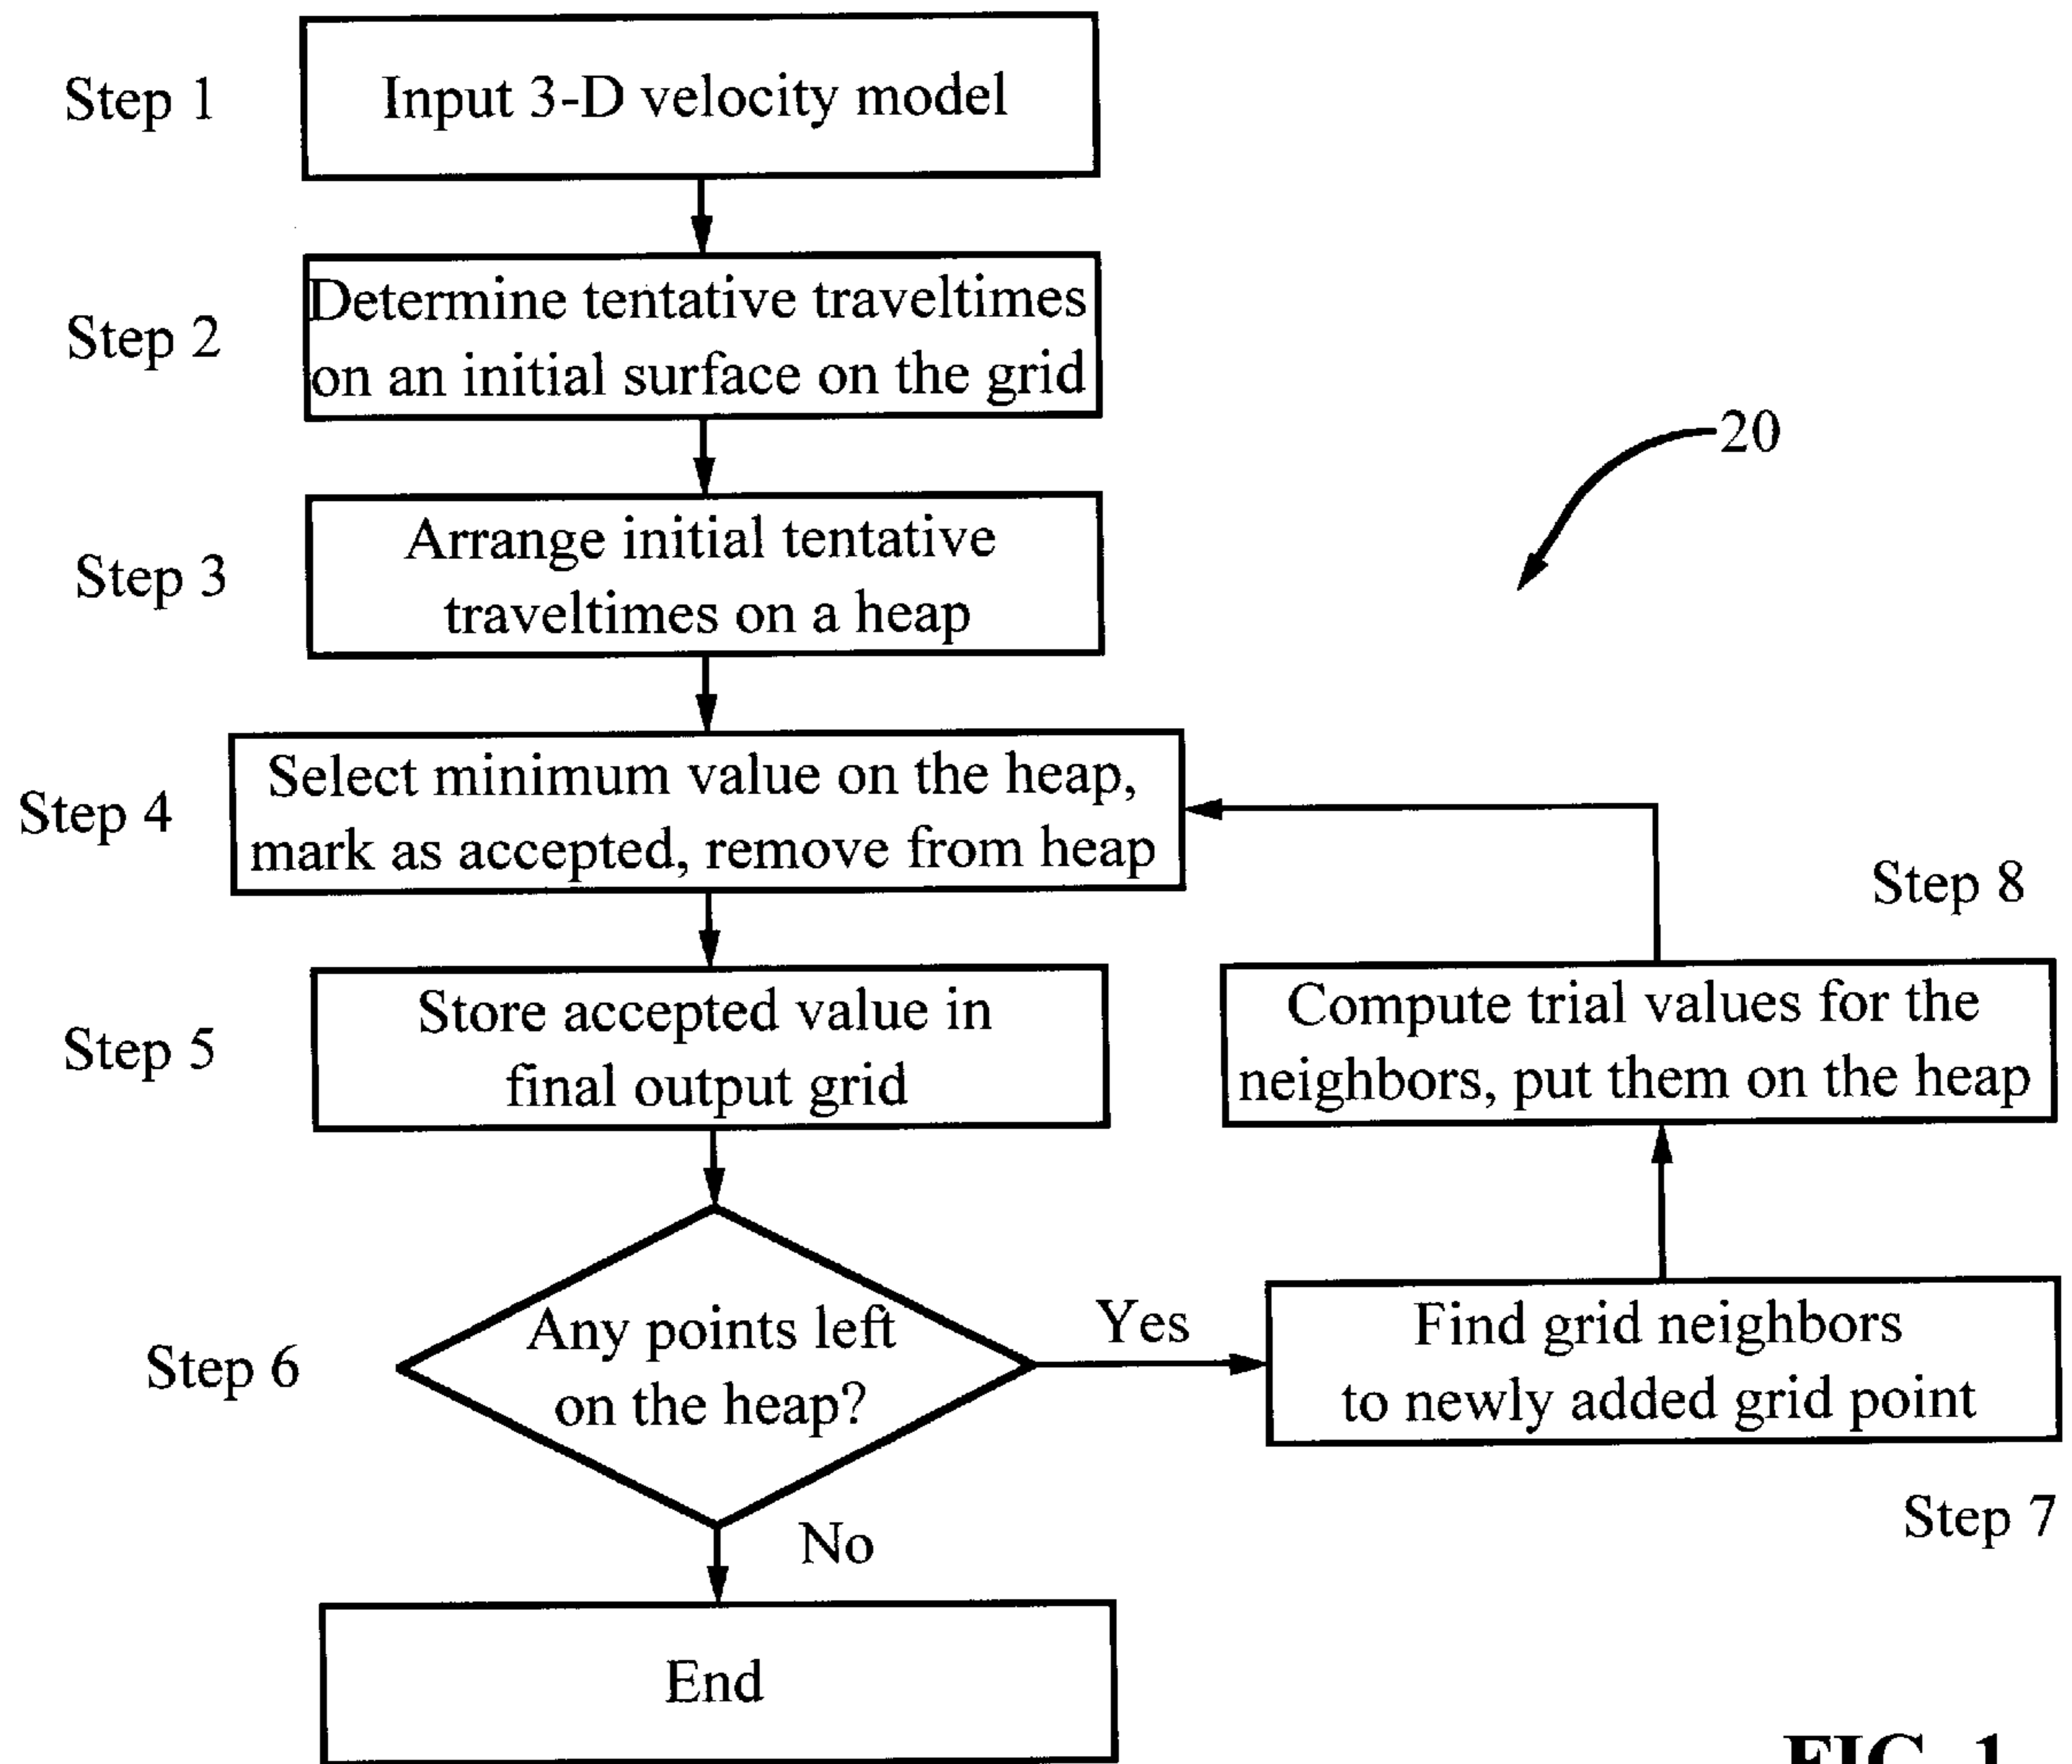 Step 1
Input 3-D velocity model
Step 2
Determine tentative traveltimes
on an initial surface on the grid
20
Step 3
Arrange initial tentative
traveltimes on a heap
Step 4
Select minimum value on the heap,
mark as accepted, remove from heap
Step 8
Step 5
Store accepted value in
final output grid
Compute trial values for the
neighbors, put them on the heap
Step 6
Any points left
on the heap?
Yes
Find grid neighbors
to newly added grid point
Step 7
No
End
FIG. 1